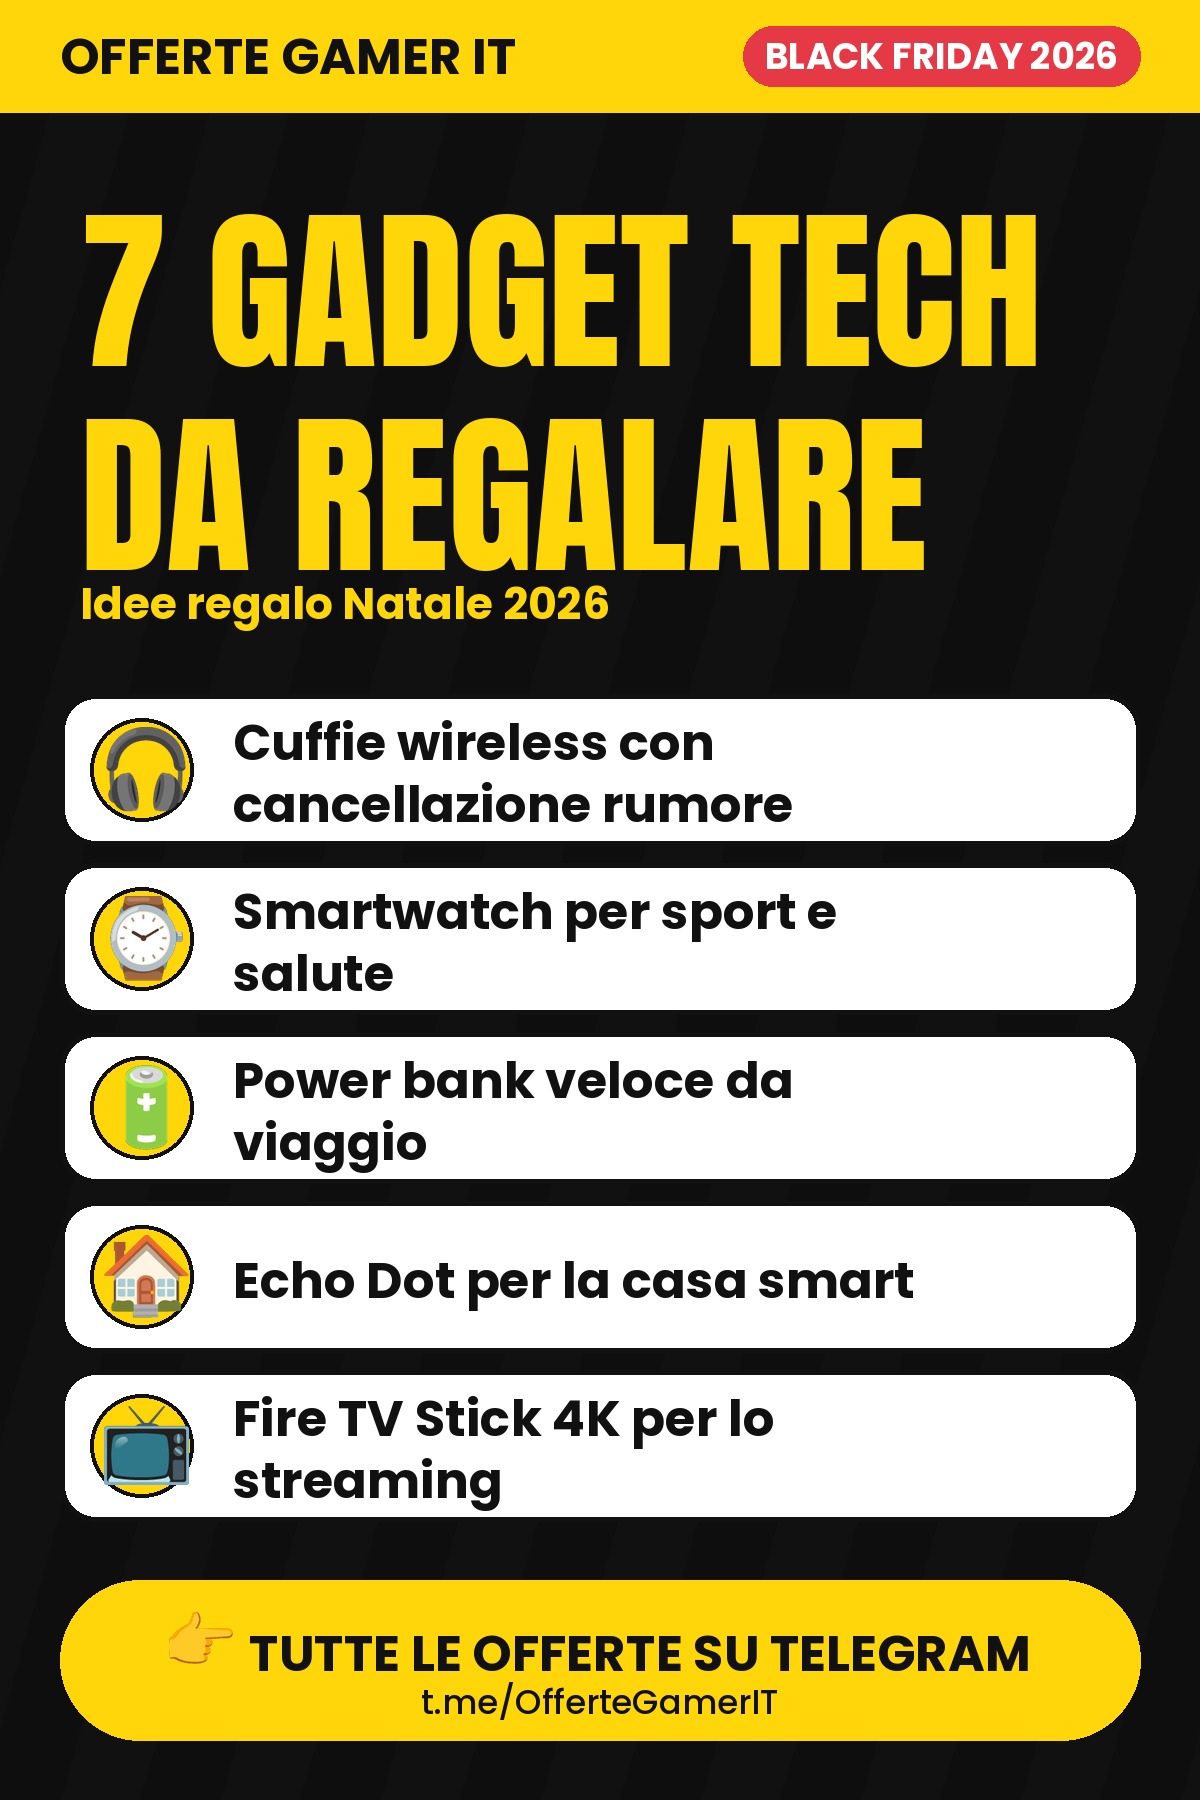 OFFERTE GAMER IT
BLACK FRIDAY 2026
7 GADGET TECH
DA REGALARE
Idee regalo Natale 2026
Cuffie wireless con
cancellazione rumore
Smartwatch per sport e
salute
Power bank veloce da
viaggio
Echo Dot per la casa smart
Fire TV Stick 4K per lo
streaming
👉 TUTTE LE OFFERTE SU TELEGRAM
t.me/OfferteGamerIT